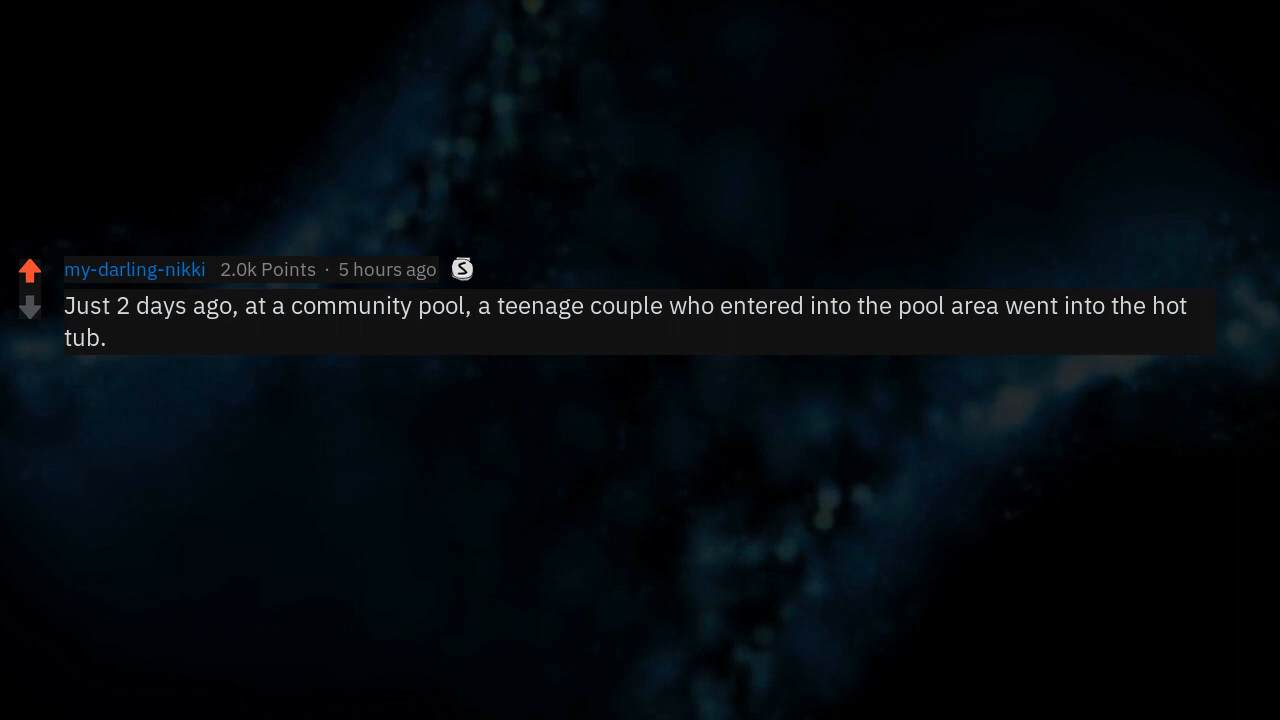 my-darling-nikki 2.0k Points · 5 hours ago
Just 2 days ago, at a community pool, a teenage couple who entered into the pool area went into the hot
tub.